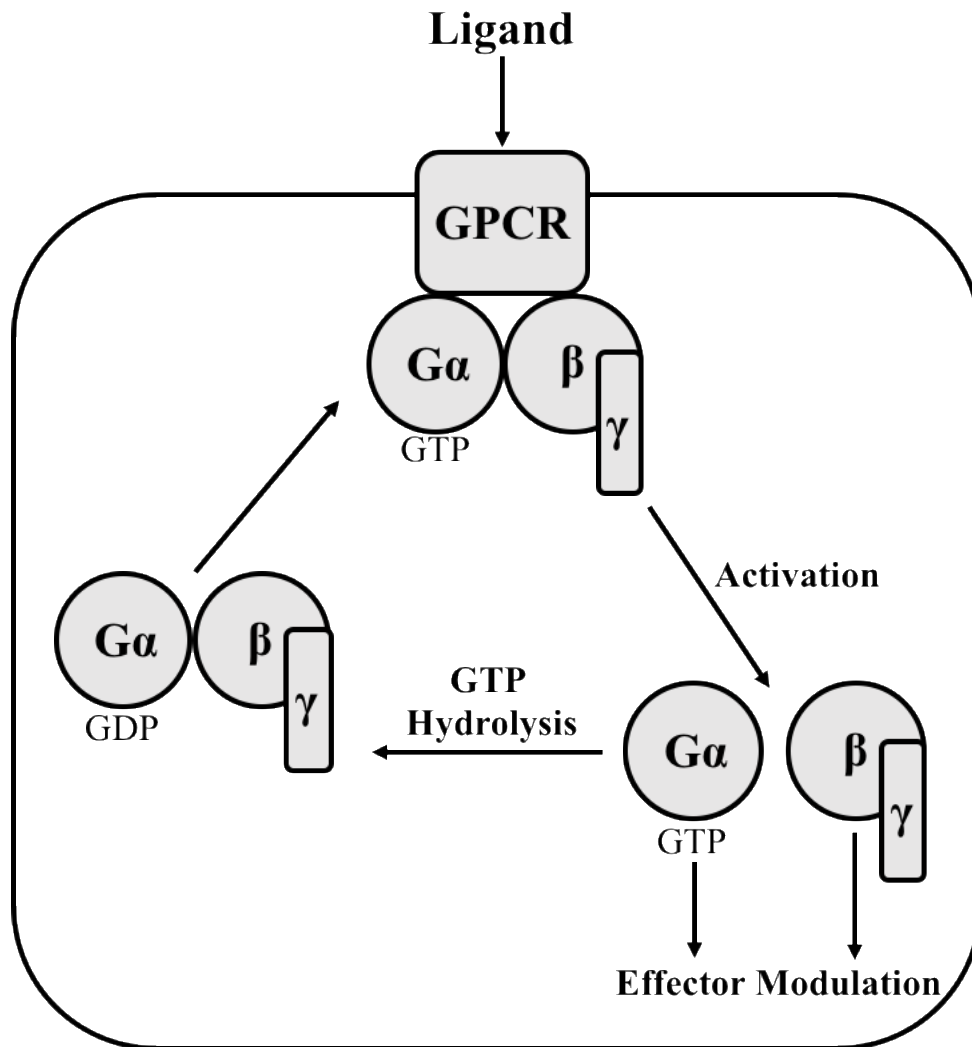 Ligand
GPCR
Gα
β
γ
GTP
Activation
Gα
β
γ
GDP
GTP
Hydrolysis
Gα
β
γ
GTP
Effector Modulation